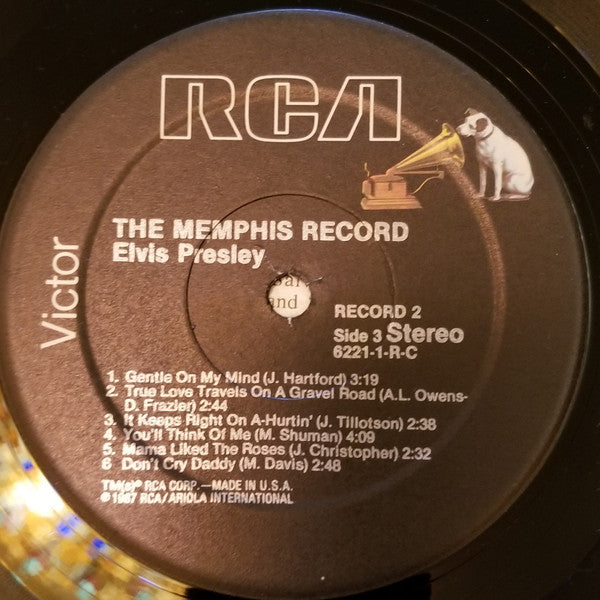 RCA
Victor
THE MEMPHIS RECORD
Elvis Presley
and
RECORD 2
Side 3 Stereo
6221-1-R-C
1. Gentle On My Mind (J. Hartford) 3:19
2. True Love Travels On A Gravel Road (A.L. Owens-
D. Frazier) 2:44
3. It Keeps Right On A-Hurtin' (J. Tillotson) 2:38
4. You'll Think Of Me (M. Shuman) 4:09
5. Mama Liked The Roses (J. Christopher) 2:32
6 Don't Cry Daddy (M. Davis) 2:48
TM(s)® RCA CORP.—MADE IN U.S.A.
©1987 RCA/ARIOLA INTERNATIONAL